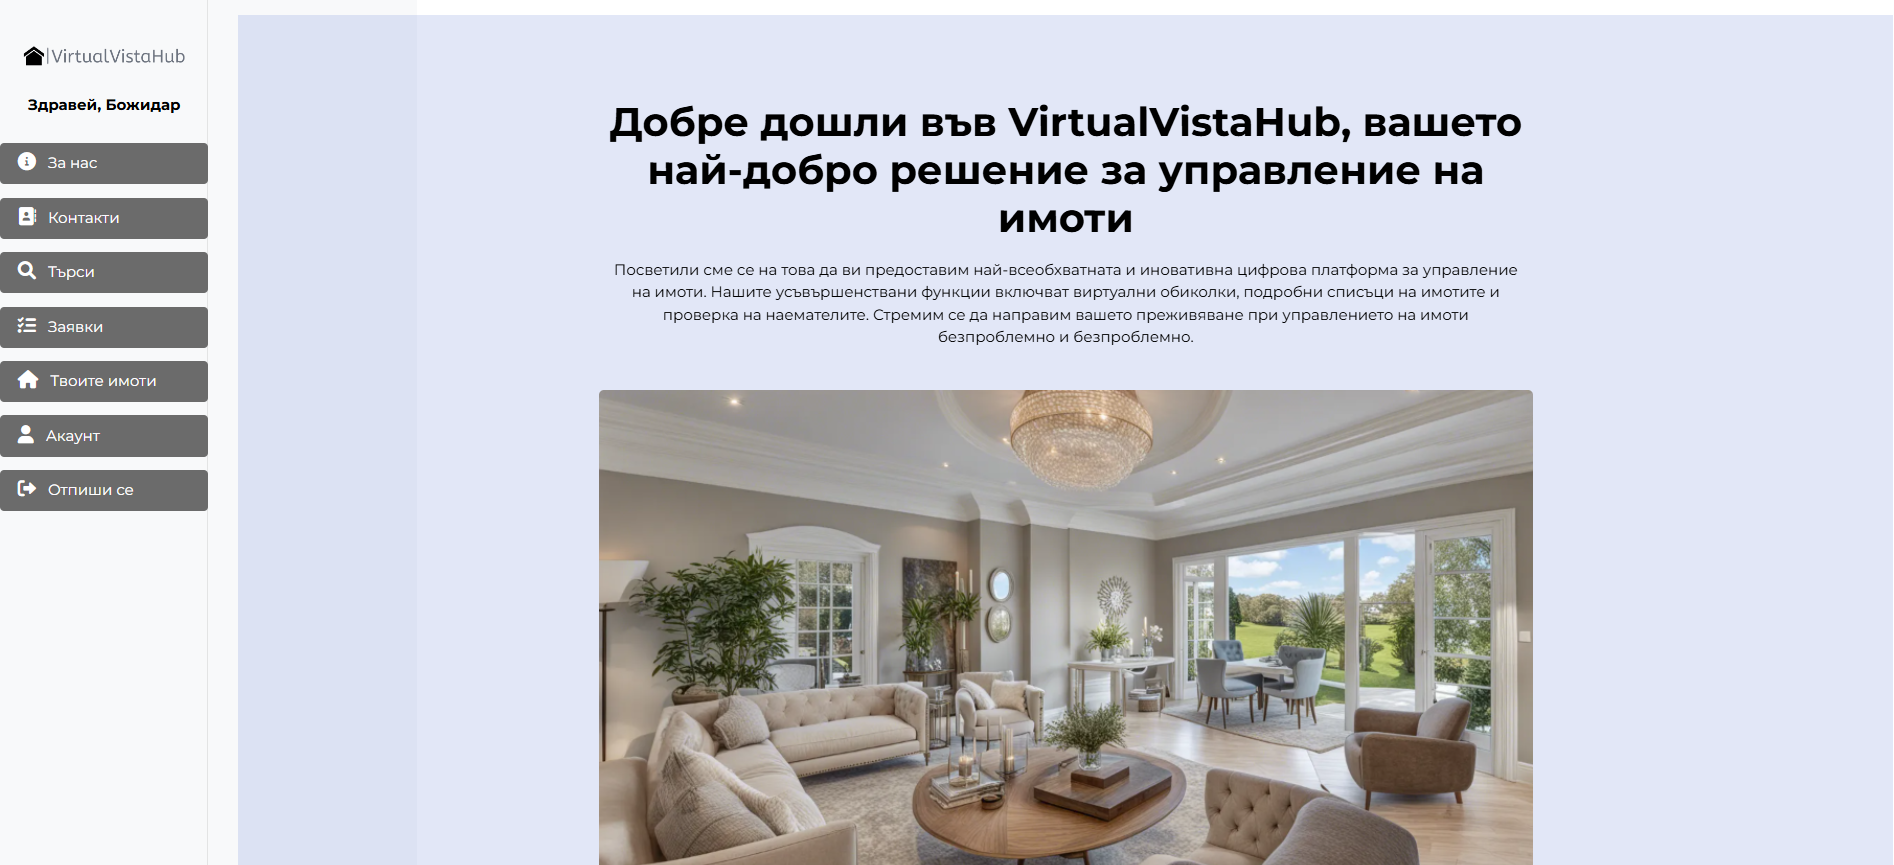 VirtualVistaHub
Здравей, Божидар
За нас
Контакти
Търси
Заявки
Твоите имоти
Акаунт
Отпиши се
Добре дошли във VirtualVistaHub, вашето
най-добро решение за управление на
имоти
Посветили сме се на това да ви предоставим най-всеобхватната и иновативна цифрова платформа за управление
на имоти. Нашите усъвършенствани функции включват виртуални обиколки, подробни списъци на имотите и
проверка на наемателите. Стремим се да направим вашето преживяване при управлението на имоти
безпроблемно и безпроблемно.